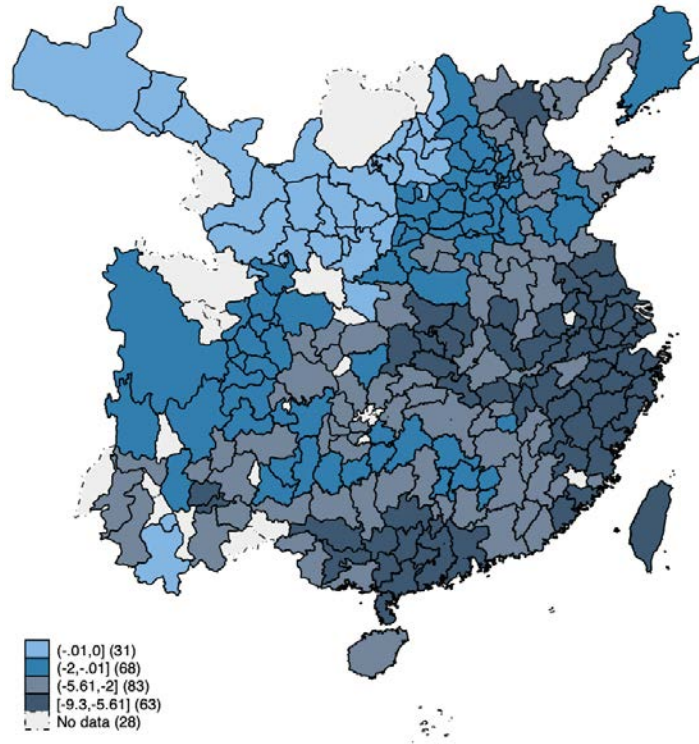 (-.01,0] (31)
(-2,-.01] (68)
(-5.61,-2] (83)
[-9.3,-5.61] (63)
No data (28)